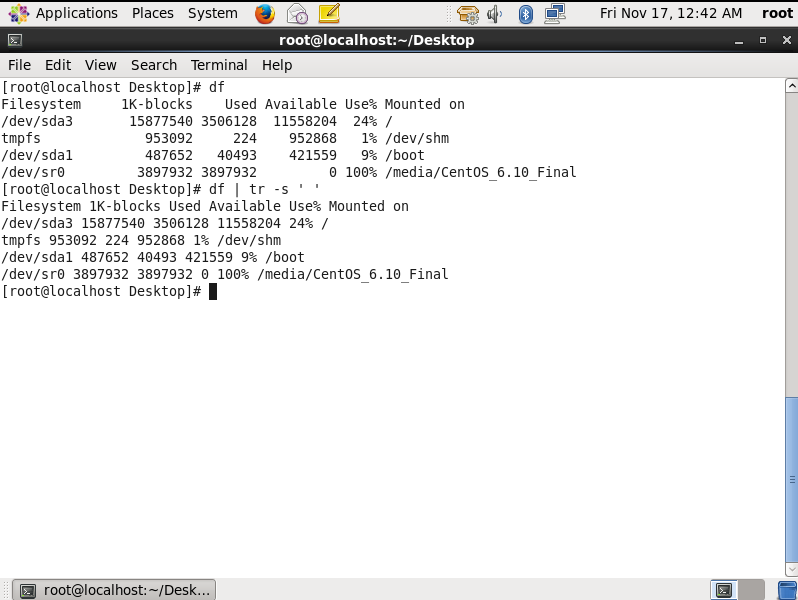 Applications Places System Fri Nov 17, 12:42 AM root
root@localhost:~/Desktop
File Edit View Search Terminal Help
[root@localhost Desktop]# df
Filesystem     1K-blocks    Used Available Use% Mounted on
/dev/sda3       15877540 3506128  11558204  24% /
tmpfs             953092     224    952868   1% /dev/shm
/dev/sda1         487652   40493    421559   9% /boot
/dev/sr0         3897932 3897932         0 100% /media/CentOS_6.10_Final
[root@localhost Desktop]# df | tr -s ' '
Filesystem 1K-blocks Used Available Use% Mounted on
/dev/sda3 15877540 3506128 11558204 24% /
tmpfs 953092 224 952868 1% /dev/shm
/dev/sda1 487652 40493 421559 9% /boot
/dev/sr0 3897932 3897932 0 100% /media/CentOS_6.10_Final
[root@localhost Desktop]#
root@localhost:~/Desk...